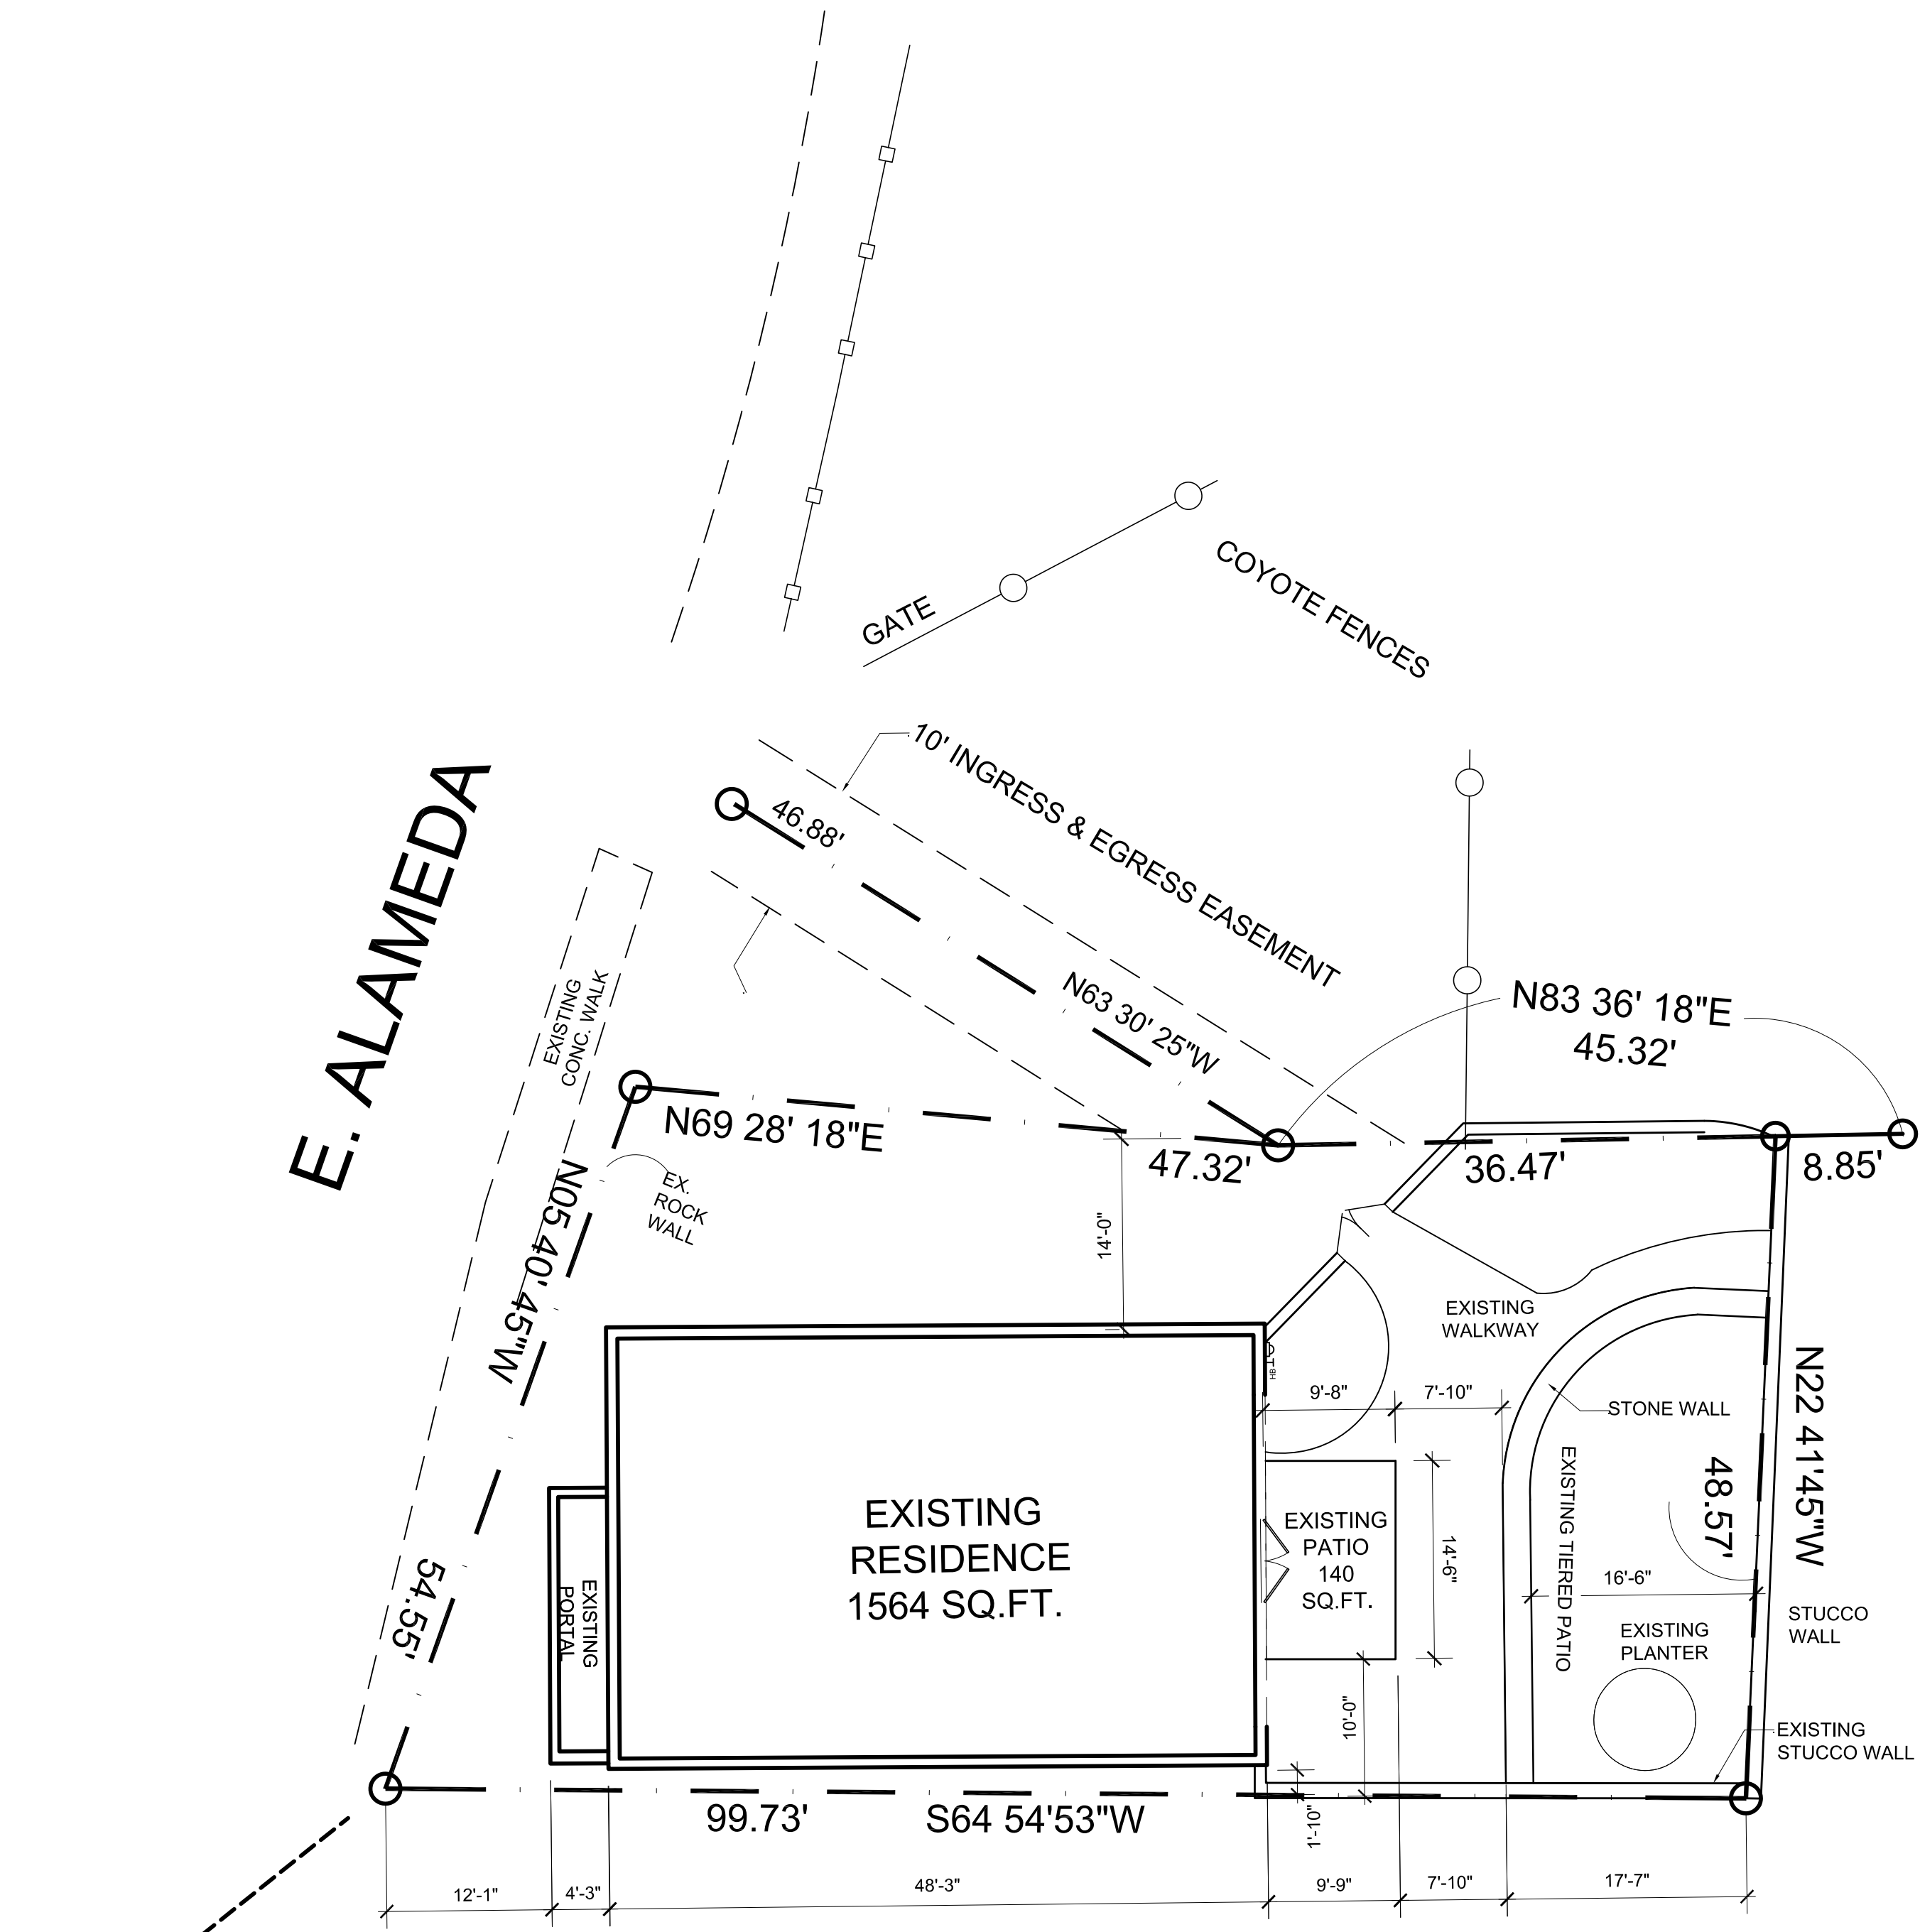 GATE
COYOTE FENCES
10' INGRESS & EGRESS EASEMENT
46.88'
N63 30' 25"W
E. ALAMEDA
EXISTING
CONC. WALK
N83 36' 18"E
45.32'
N69 28' 18"E
47.32'
36.47'
8.85'
N05 40' 45"W
54.55'
EX.
ROCK
WALL
14'-0"
EXISTING
WALKWAY
HB
9'-8"
7'-10"
STONE WALL
N22 41'45"W
48.57'
EXISTING TIERED PATIO
EXISTING
RESIDENCE
1564 SQ.FT.
EXISTING
PATIO
140
SQ.FT.
14'-6"
16'-6"
EXISTING
PORTAL
STUCCO
WALL
EXISTING
PLANTER
10'-0"
EXISTING
STUCCO WALL
99.73'
S64 54'53"W
1'-10"
12'-1"
4'-3"
48'-3"
9'-9"
7'-10"
17'-7"